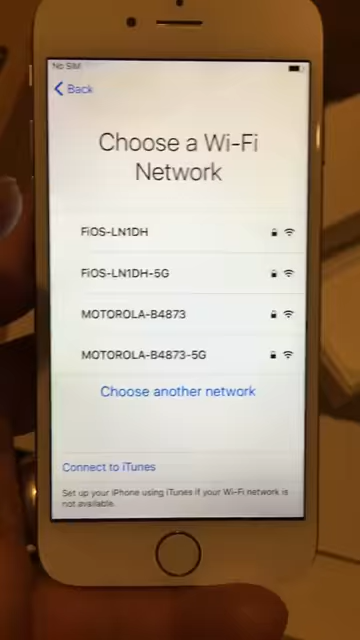 No SIM
Back
Choose a Wi-Fi
Network
FiOS-LN1DH
FiOS-LN1DH-5G
MOTOROLA-B4873
MOTOROLA-B4873-5G
Choose another network
Connect to iTunes
Set up your iPhone using iTunes if your Wi-Fi network is
not available.